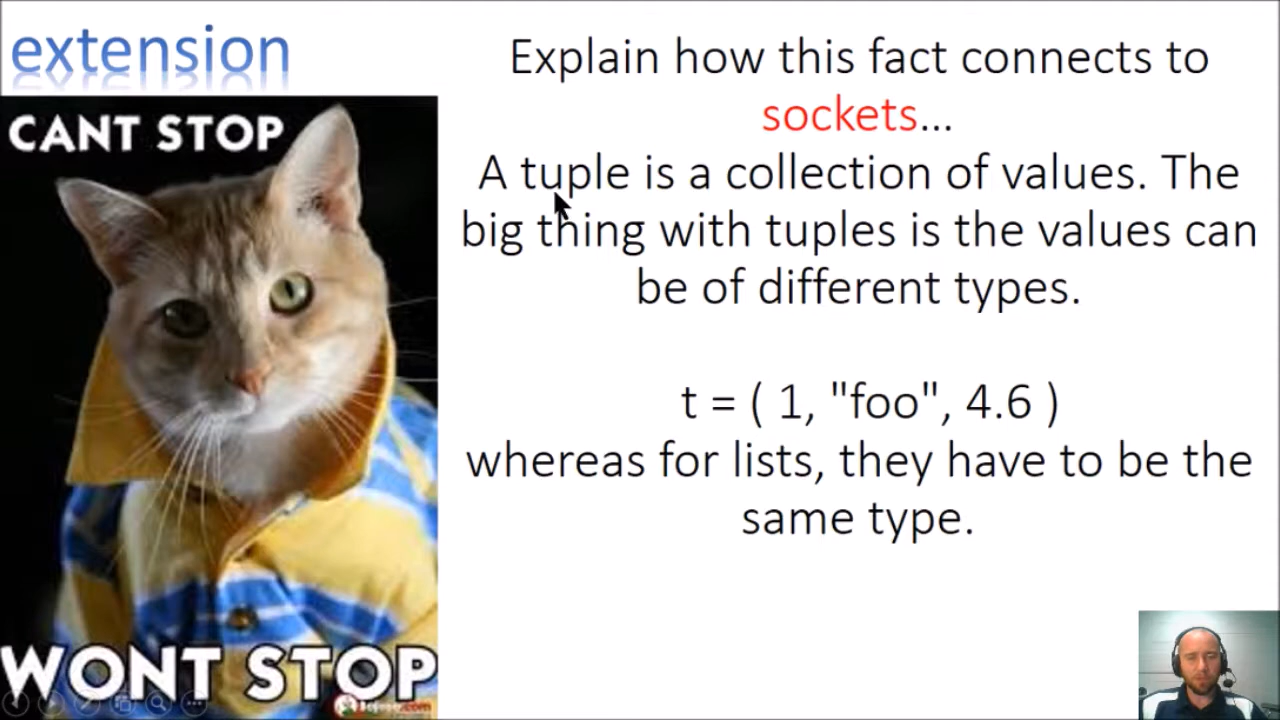 extension
CANT STOP
WONT STOP
Explain how this fact connects to
sockets...
A tuple is a collection of values. The
big thing with tuples is the values can
be of different types.
t = ( 1, "foo", 4.6 )
whereas for lists, they have to be the
same type.